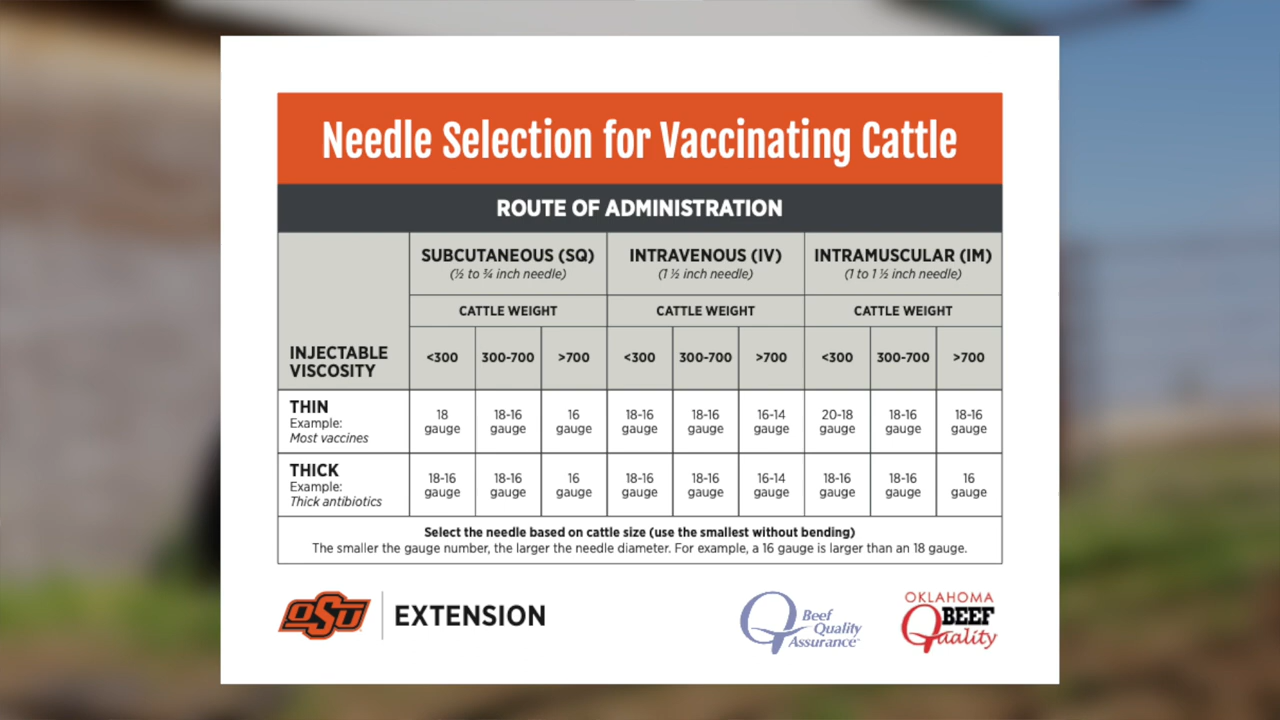 Needle Selection for Vaccinating Cattle
ROUTE OF ADMINISTRATION
SUBCUTANEOUS (SQ) INTRAVENOUS (IV) INTRAMUSCULAR (IM)
(½ to ¾ inch needle) (1 ½ inch needle) (1 to 1 ½ inch needle)
CATTLE WEIGHT CATTLE WEIGHT CATTLE WEIGHT
INJECTABLE
VISCOSITY
<300 300-700 >700 <300 300-700 >700 <300 300-700 >700
THIN
Example:
Most vaccines
18 18-16 16 18-16 18-16 16-14 20-18 18-16 18-16
gauge gauge gauge gauge gauge gauge gauge gauge gauge
THICK
Example:
Thick antibiotics
18-16 18-16 16 18-16 18-16 16-14 18-16 18-16 16
gauge gauge gauge gauge gauge gauge gauge gauge gauge
Select the needle based on cattle size (use the smallest without bending)
The smaller the gauge number, the larger the needle diameter. For example, a 16 gauge is larger than an 18 gauge.
OSU EXTENSION
Beef
Quality
Assurance
OKLAHOMA
BEEF
Quality